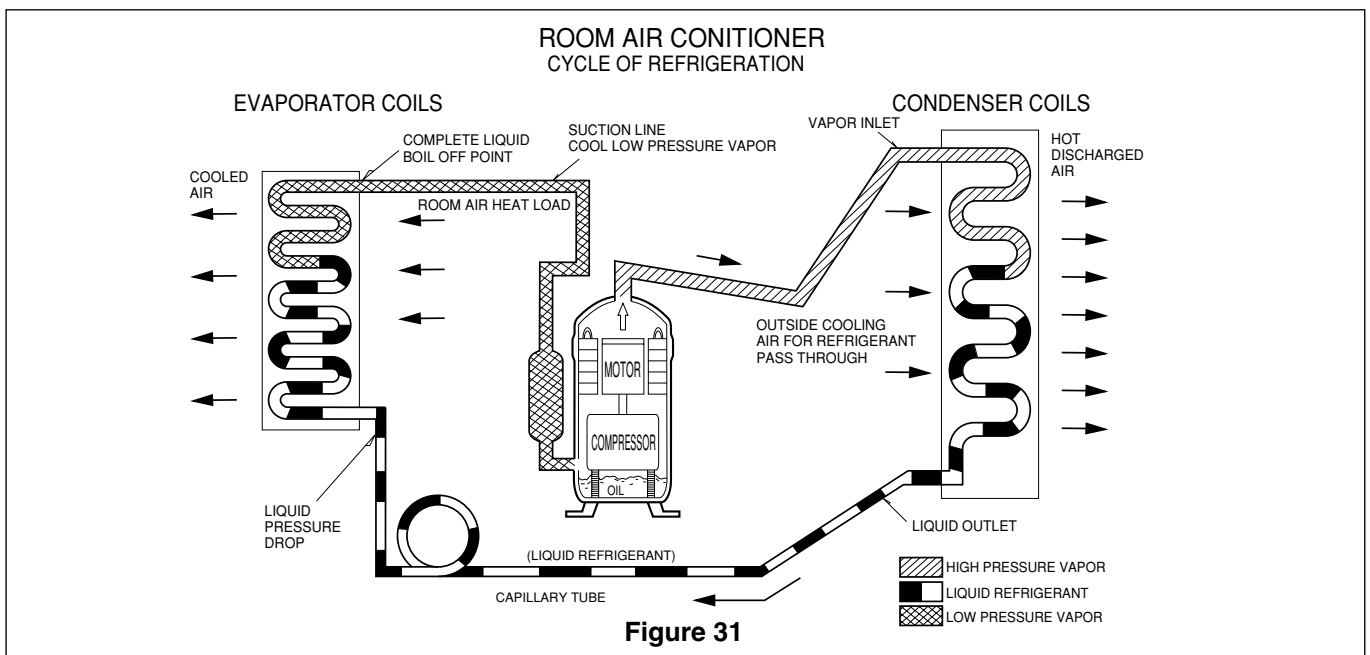 ROOM AIR CONITIONER
CYCLE OF REFRIGERATION
EVAPORATOR COILS
CONDENSER COILS
COMPLETE LIQUID
BOIL OFF POINT
SUCTION LINE
COOL LOW PRESSURE VAPOR
VAPOR INLET
HOT
DISCHARGED
AIR
COOLED
AIR
ROOM AIR HEAT LOAD
OUTSIDE COOLING
AIR FOR REFRIGERANT
PASS THROUGH
MOTOR
COMPRESSOR
OIL
LIQUID
PRESSURE
DROP
LIQUID OUTLET
(LIQUID REFRIGERANT)
CAPILLARY TUBE
HIGH PRESSURE VAPOR
LIQUID REFRIGERANT
LOW PRESSURE VAPOR
Figure 31